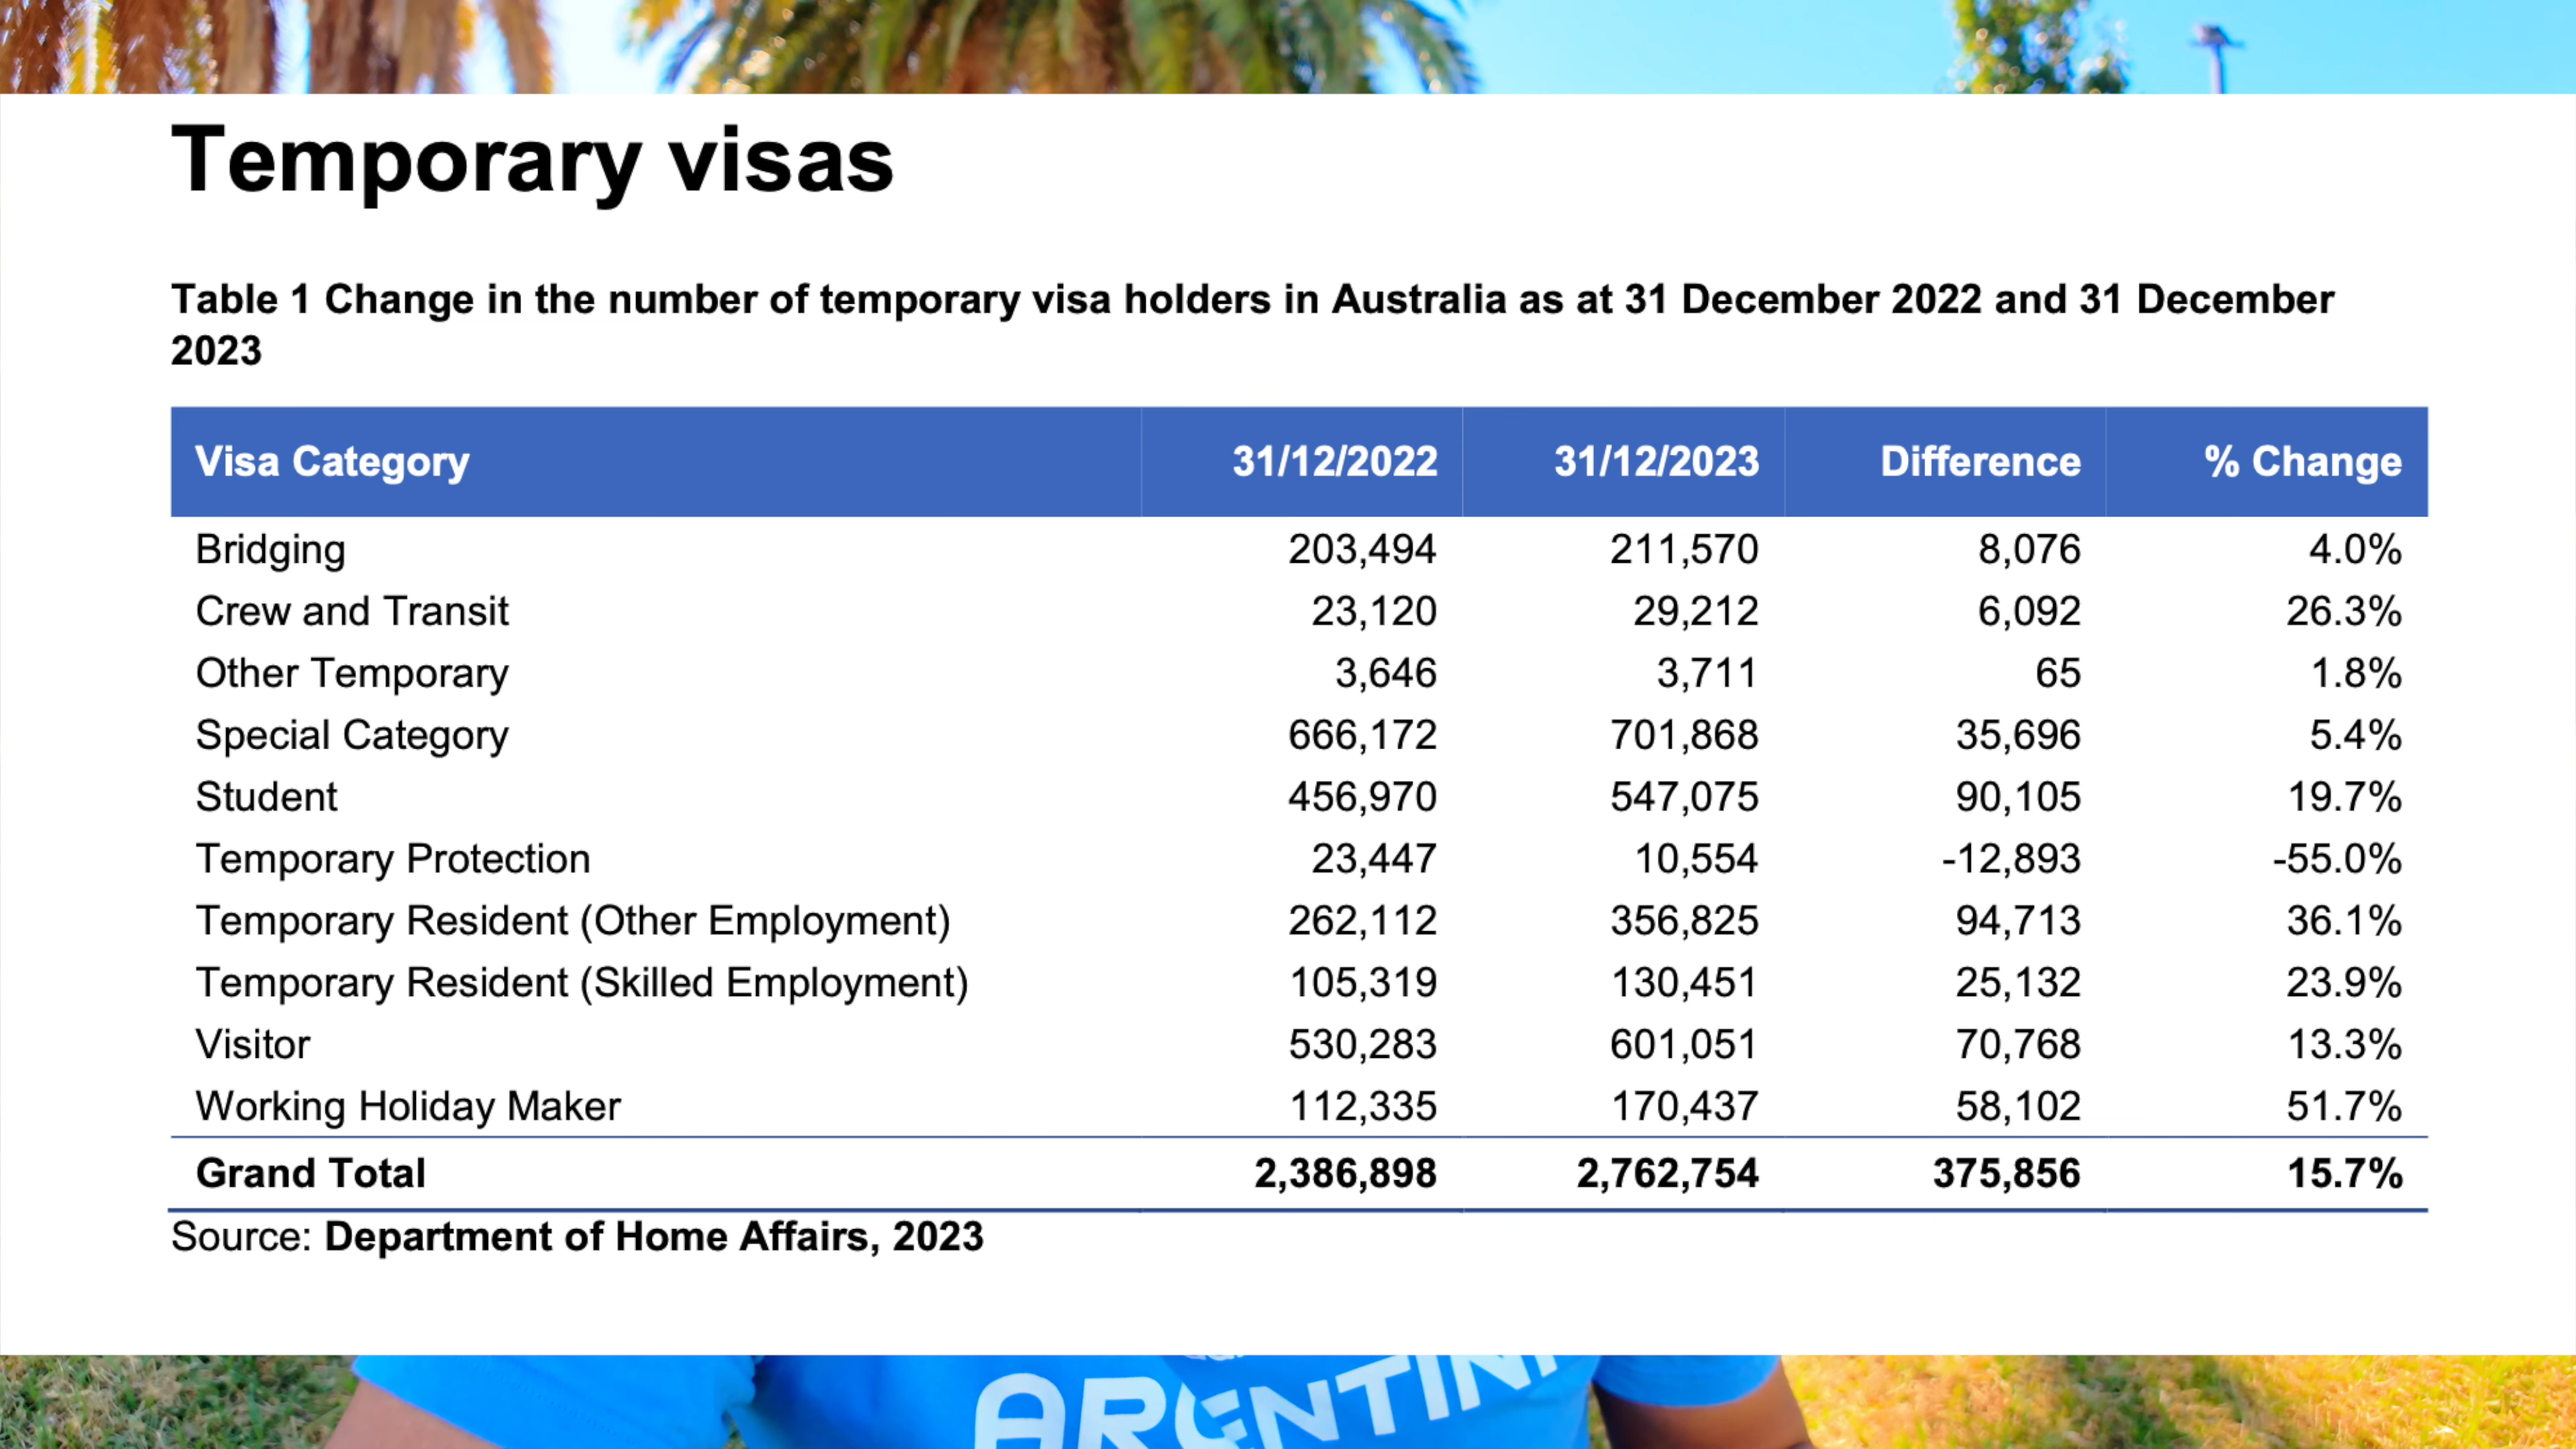 Temporary visas
Table 1 Change in the number of temporary visa holders in Australia as at 31 December 2022 and 31 December
2023
Visa Category 31/12/2022 31/12/2023 Difference % Change
Bridging 203,494 211,570 8,076 4.0%
Crew and Transit 23,120 29,212 6,092 26.3%
Other Temporary 3,646 3,711 65 1.8%
Special Category 666,172 701,868 35,696 5.4%
Student 456,970 547,075 90,105 19.7%
Temporary Protection 23,447 10,554 -12,893 -55.0%
Temporary Resident (Other Employment) 262,112 356,825 94,713 36.1%
Temporary Resident (Skilled Employment) 105,319 130,451 25,132 23.9%
Visitor 530,283 601,051 70,768 13.3%
Working Holiday Maker 112,335 170,437 58,102 51.7%
Grand Total 2,386,898 2,762,754 375,856 15.7%
Source: Department of Home Affairs, 2023